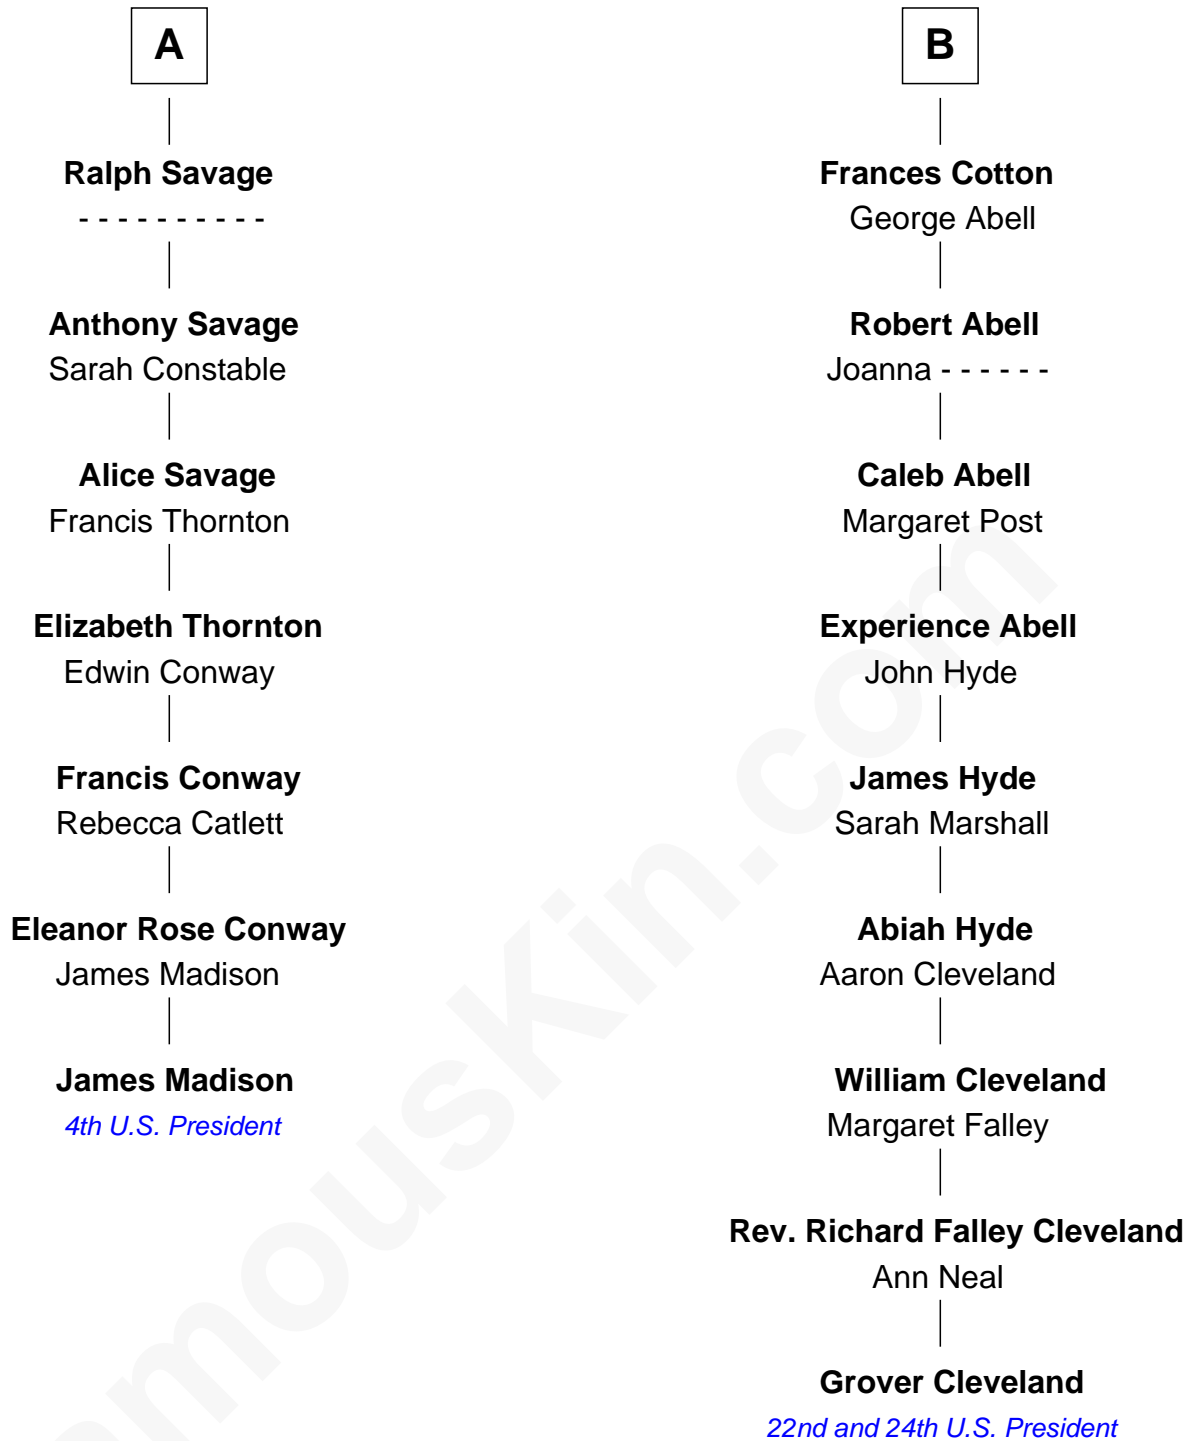 A
Ralph Savage
- - - - - - - - - -
Anthony Savage
Sarah Constable
Alice Savage
Francis Thornton
Elizabeth Thornton
Edwin Conway
Francis Conway
Rebecca Catlett
Eleanor Rose Conway
James Madison
James Madison
4th U.S. President
B
Frances Cotton
George Abell
Robert Abell
Joanna - - - - - -
Caleb Abell
Margaret Post
Experience Abell
John Hyde
James Hyde
Sarah Marshall
Abiah Hyde
Aaron Cleveland
William Cleveland
Margaret Falley
Rev. Richard Falley Cleveland
Ann Neal
Grover Cleveland
22nd and 24th U.S. President
amousKin.com